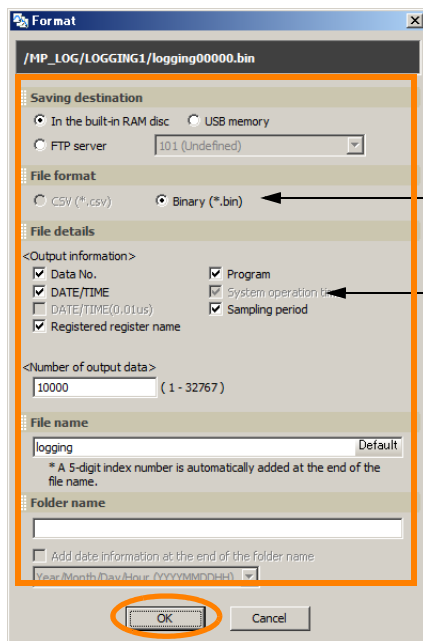 Format
/MP_LOG/LOGGING1/logging00000.bin
Saving destination
In the built-in RAM disc USB memory
FTP server 101 (Undefined)
File format
CSV (*.csv) Binary (*.bin)
File details
<Output information>
Data No. Program
DATE/TIME System operation
DATE/TIME(0.01us) Sampling period
Registered register name
<Number of output data>
10000 (1 - 32767)
File name
logging Default
* A 5-digit index number is automatically added at the end of the
file name.
Folder name
Add date information at the end of the folder name
Year/Month/Day/Hour (YYYYMMDDHH)
OK Cancel